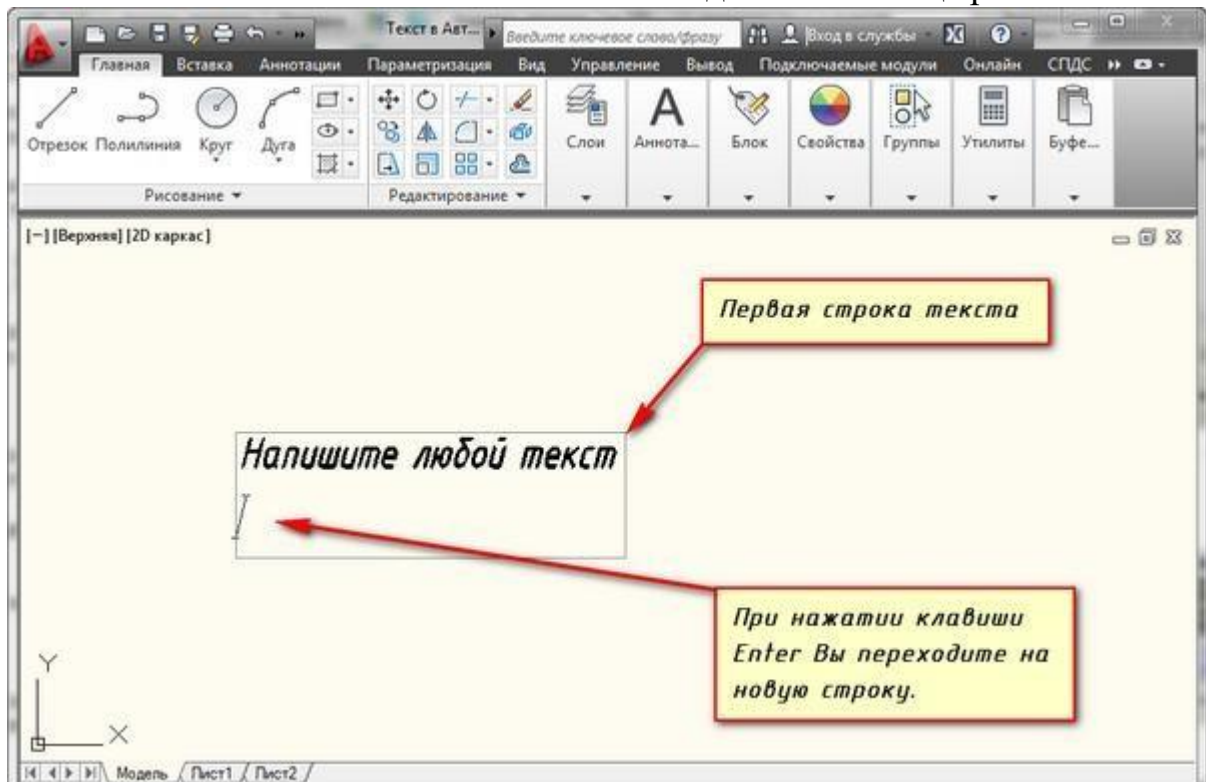 Текст в Авт... Введите ключевое слово/фразу Вход в службы
Главная Вставка Аннотации Параметризация Вид Управление Вывод Подключаемые модули Онлайн СПДС
Отрезок Полилиния Круг Дуга Слои Аннота... Блок Свойства Группы Утилиты Буфе...
Рисование Редактирование
[−] [Верхняя] [2D каркас]
Первая строка текста
Напишите любой текст
При нажатии клавиши
Enter Вы переходите на
новую строку.
Y
X
Модель Лист1 Лист2